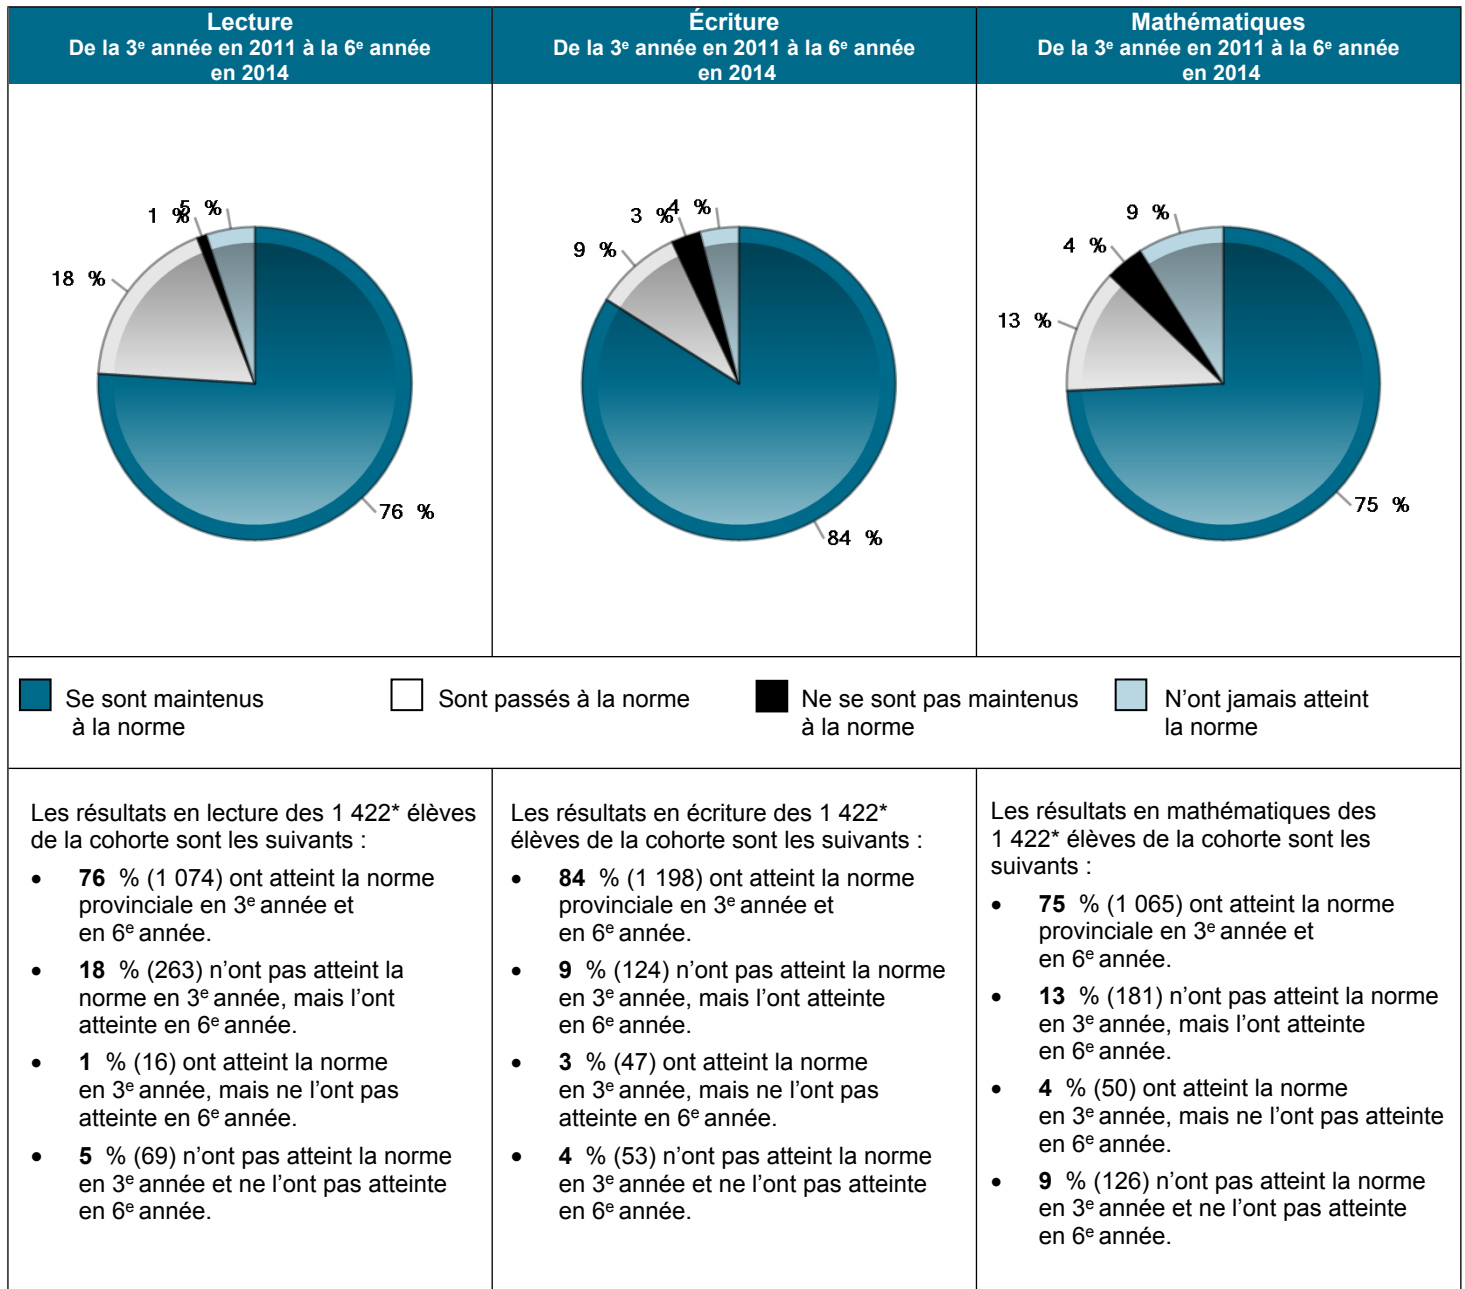 Lecture
De la 3e année en 2011 à la 6e année
en 2014
Écriture
De la 3e année en 2011 à la 6e année
en 2014
Mathématiques
De la 3e année en 2011 à la 6e année
en 2014
1 %
5 %
18 %
76 %
3 %
4 %
9 %
84 %
9 %
4 %
13 %
75 %
Se sont maintenus
à la norme
Sont passés à la norme
Ne se sont pas maintenus
à la norme
N'ont jamais atteint
la norme
Les résultats en lecture des 1 422* élèves
de la cohorte sont les suivants :
• 76 % (1 074) ont atteint la norme
provinciale en 3e année et
en 6e année.
• 18 % (263) n'ont pas atteint la
norme en 3e année, mais l'ont
atteinte en 6e année.
• 1 % (16) ont atteint la norme
en 3e année, mais ne l'ont pas
atteinte en 6e année.
• 5 % (69) n'ont pas atteint la norme
en 3e année et ne l'ont pas atteinte
en 6e année.
Les résultats en écriture des 1 422*
élèves de la cohorte sont les suivants :
• 84 % (1 198) ont atteint la norme
provinciale en 3e année et
en 6e année.
• 9 % (124) n'ont pas atteint la norme
en 3e année, mais l'ont atteinte
en 6e année.
• 3 % (47) ont atteint la norme
en 3e année, mais ne l'ont pas
atteinte en 6e année.
• 4 % (53) n'ont pas atteint la norme
en 3e année et ne l'ont pas atteinte
en 6e année.
Les résultats en mathématiques des
1 422* élèves de la cohorte sont les
suivants :
• 75 % (1 065) ont atteint la norme
provinciale en 3e année et
en 6e année.
• 13 % (181) n'ont pas atteint la norme
en 3e année, mais l'ont atteinte
en 6e année.
• 4 % (50) ont atteint la norme
en 3e année, mais ne l'ont pas atteinte
en 6e année.
• 9 % (126) n'ont pas atteint la norme
en 3e année et ne l'ont pas atteinte
en 6e année.